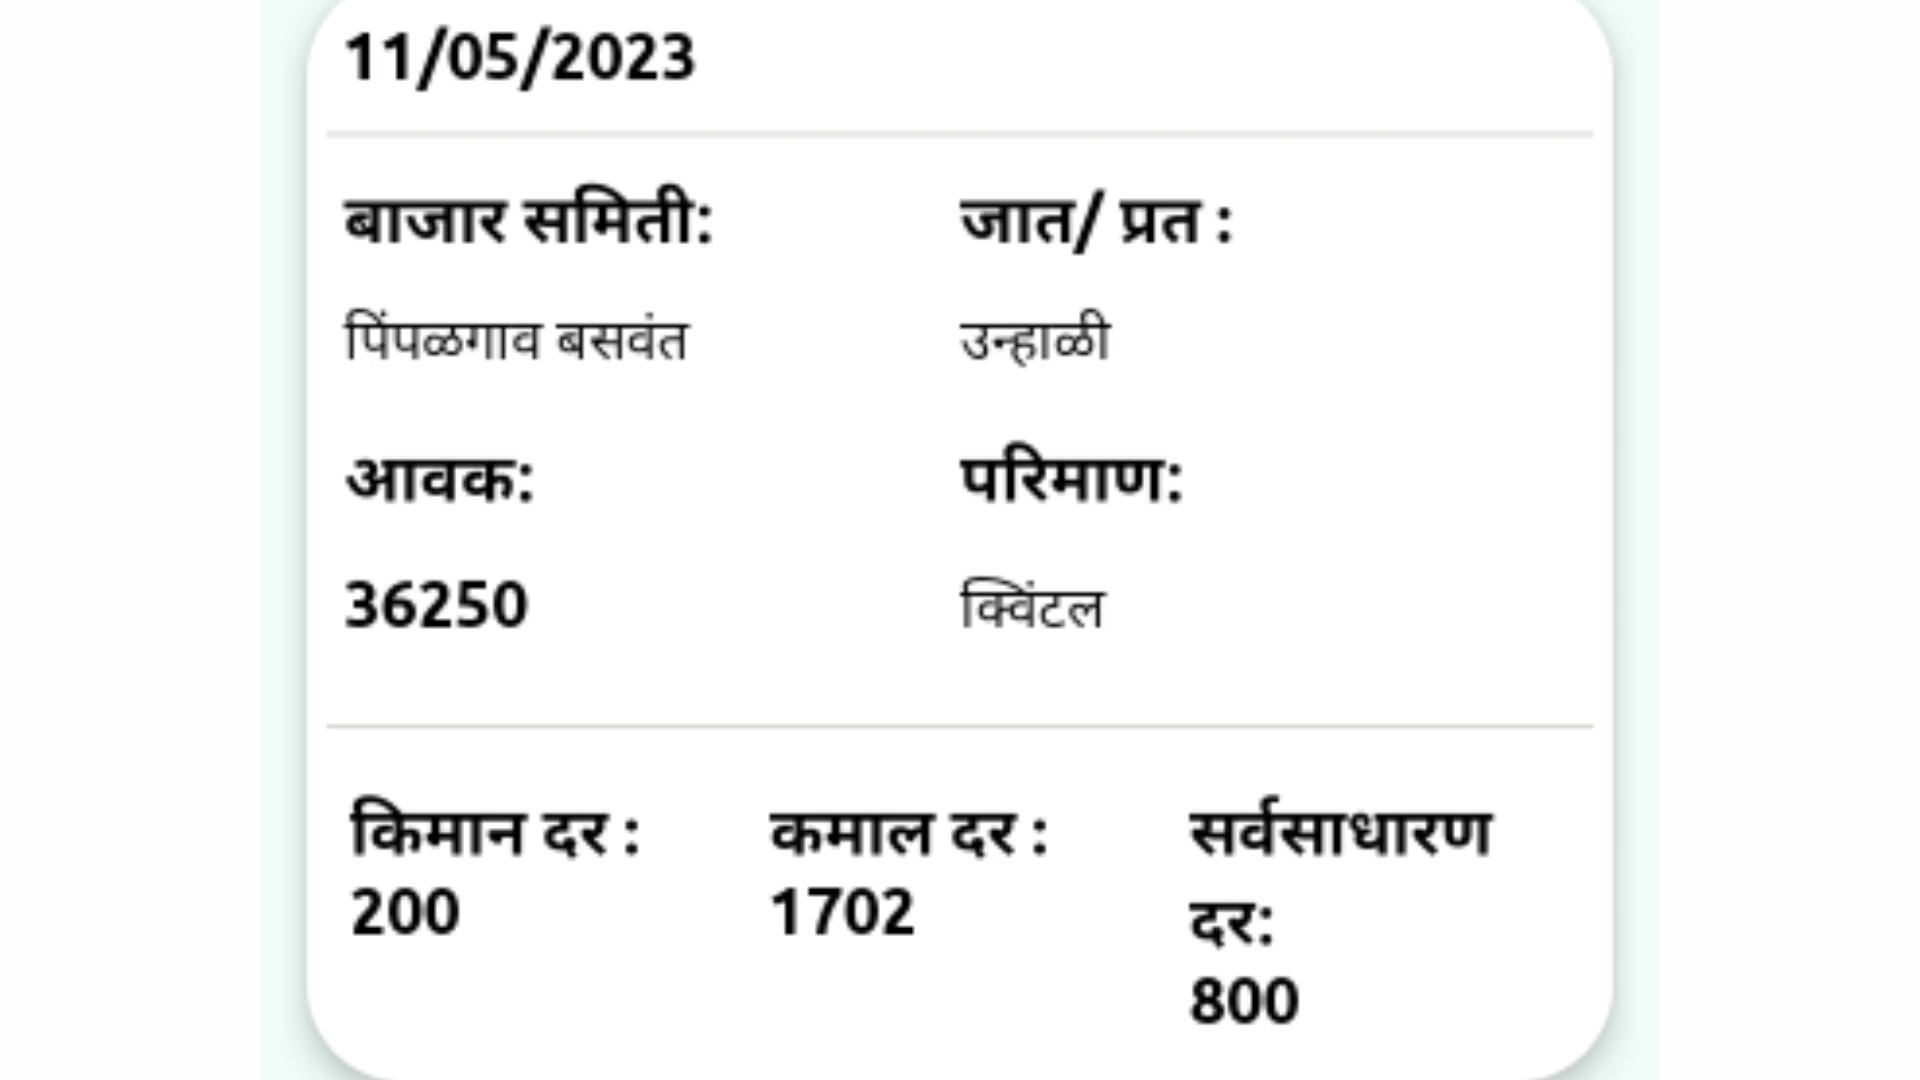 11/05/2023
बाजार समिती:
जात/ प्रत :
पिंपळगाव बसवंत
उन्हाळी
आवक:
परिमाण:
36250
क्विंटल
किमान दर :
200
कमाल दर :
1702
सर्वसाधारण
दर:
800